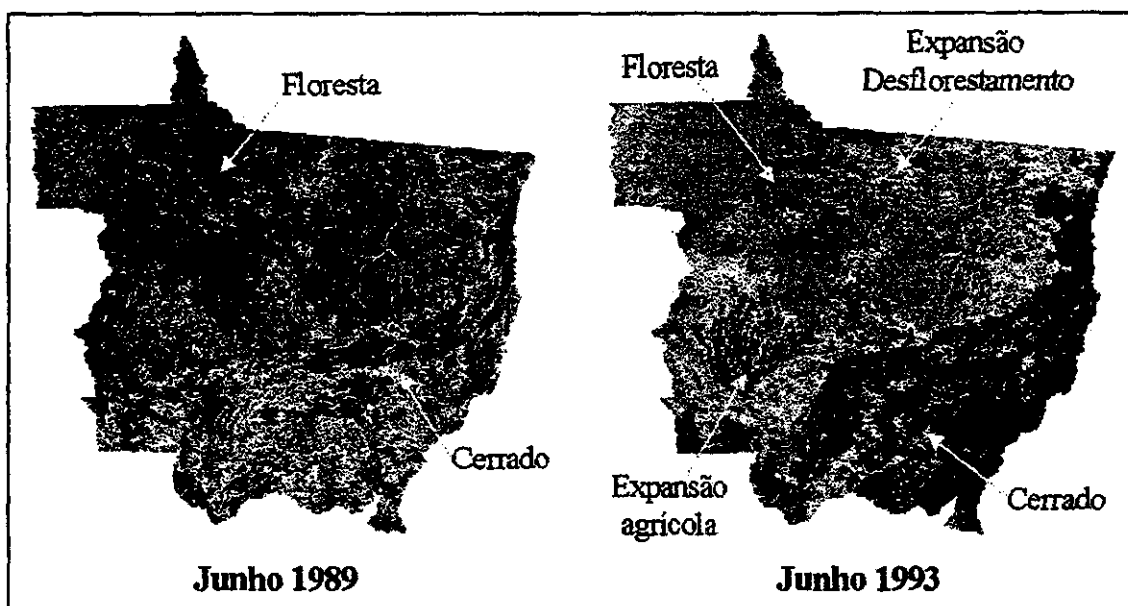 Floresta
Cerrado
Junho 1989
Floresta
Expansão
Desflorestamento
Expansão
agrícola
Cerrado
Junho 1993